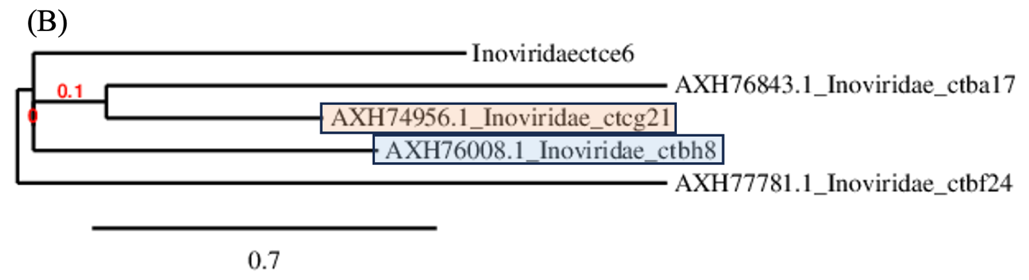 (B)
Inoviridaectce6
0.1
AXH76843.1_Inoviridae_ctba17
0
AXH74956.1_Inoviridae_ctcg21
AXH76008.1_Inoviridae_ctbh8
AXH77781.1_Inoviridae_ctbf24
0.7